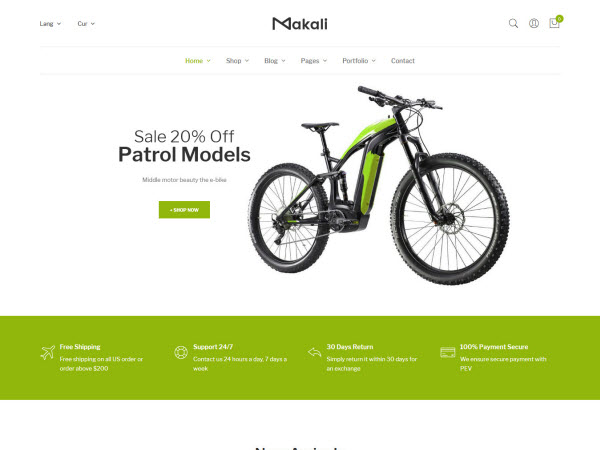 Lang
Cur
Makali
0
Home
Shop
Blog
Pages
Portfolio
Contact
Sale 20% Off
Patrol Models
Middle motor beauty the e-bike
+ SHOP NOW
Free Shipping
Free shipping on all US order or
order above $200
Support 24/7
Contact us 24 hours a day, 7 days a
week
30 Days Return
Simply return it within 30 days for
an exchange
100% Payment Secure
We ensure secure payment with
PEV